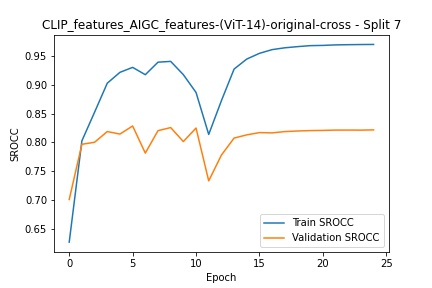 CLIP_features_AIGC_features-(ViT-14)-original-cross - Split 7
SROCC
0.95
0.90
0.85
0.80
0.75
0.70
0.65
Train SROCC
Validation SROCC
0 5 10 15 20 25
Epoch